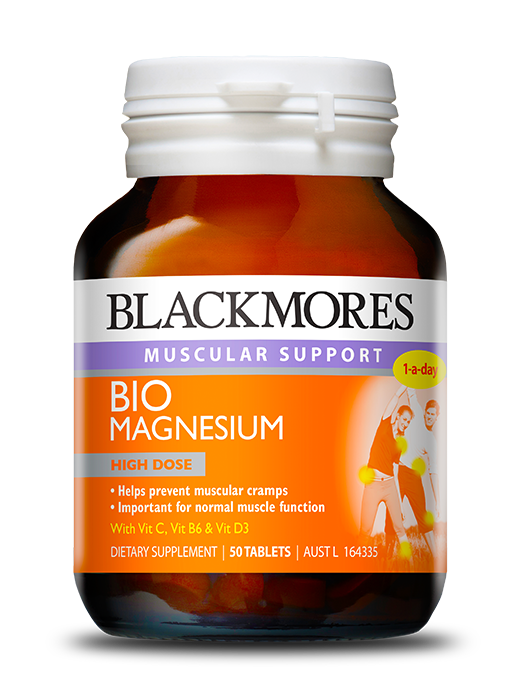 BLACKMORES
MUSCULAR SUPPORT
1-a-day
BIO
MAGNESIUM
HIGH DOSE
• Helps prevent muscular cramps
• Important for normal muscle function
With Vit C, Vit B6 & Vit D3
DIETARY SUPPLEMENT | 50 TABLETS | AUST L 164335